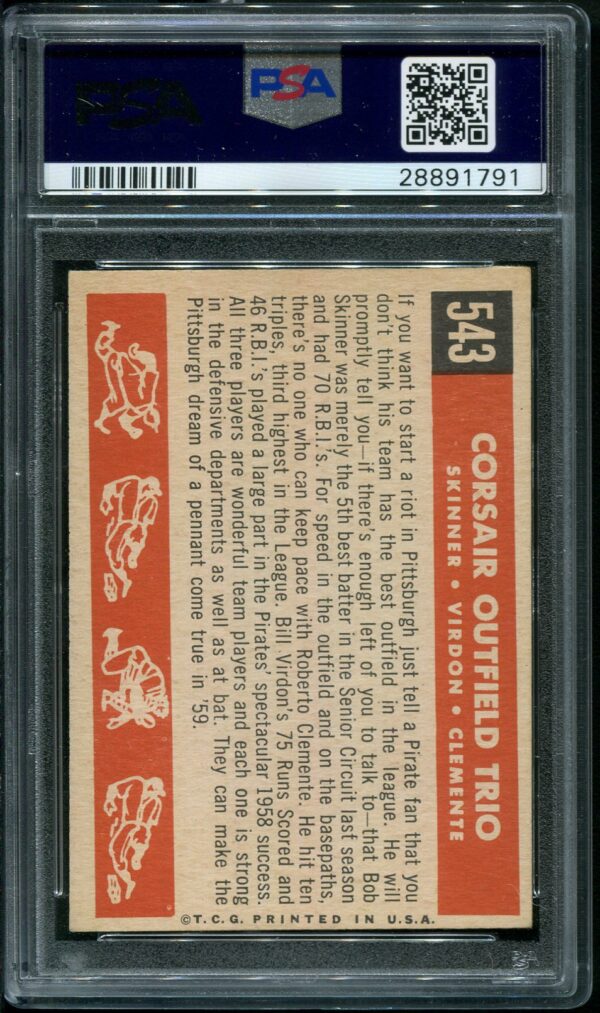 PSA
PSA
28891791
543
CORSAIR OUTFIELD TRIO
SKINNER • VIRDON • CLEMENTE
If you want to start a riot in Pittsburgh just tell a Pirate fan that you
don't think his team has the best outfield in the league. He will
promptly tell you—if there's enough left of you to talk to—that Bob
Skinner was merely the 5th best batter in the Senior Circuit last season
and had 70 R.B.I.'s. For speed in the outfield and on the basepaths,
there's no one who can keep pace with Roberto Clemente. He hit ten
triples, third highest in the League. Bill Virdon's 75 Runs Scored and
46 R.B.I.'s played a large part in the Pirates' spectacular 1958 success.
All three players are wonderful team players and each one is strong
in the defensive departments as well as at bat. They can make the
Pittsburgh dream of a pennant come true in '59.
©T.C.G. PRINTED IN U.S.A.